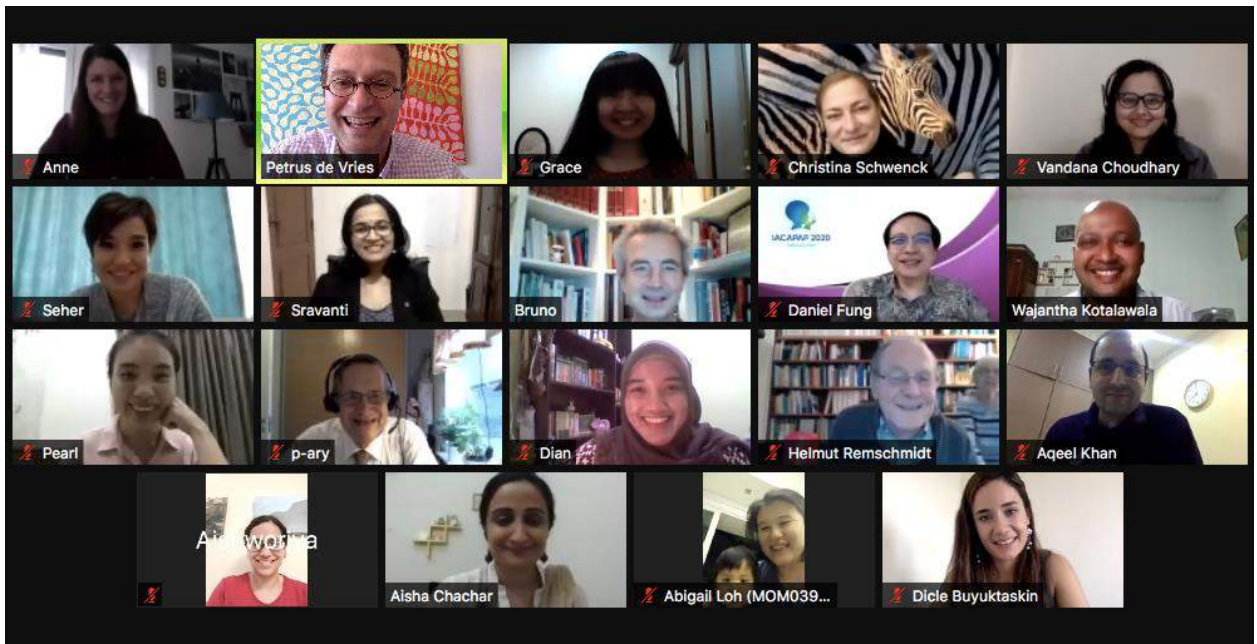 Anne
Petrus de Vries
Grace
Christina Schwenck
Vandana Choudhary
Seher
Sravanti
Bruno
IACAPAP 2020
Daniel Fung
Wajantha Kotalawala
Pearl
p-ary
Dian
Helmut Remschmidt
Aqeel Khan
Aishworiya
Aisha Chachar
Abigail Loh (MOM039...
Dicle Buyuktaskin